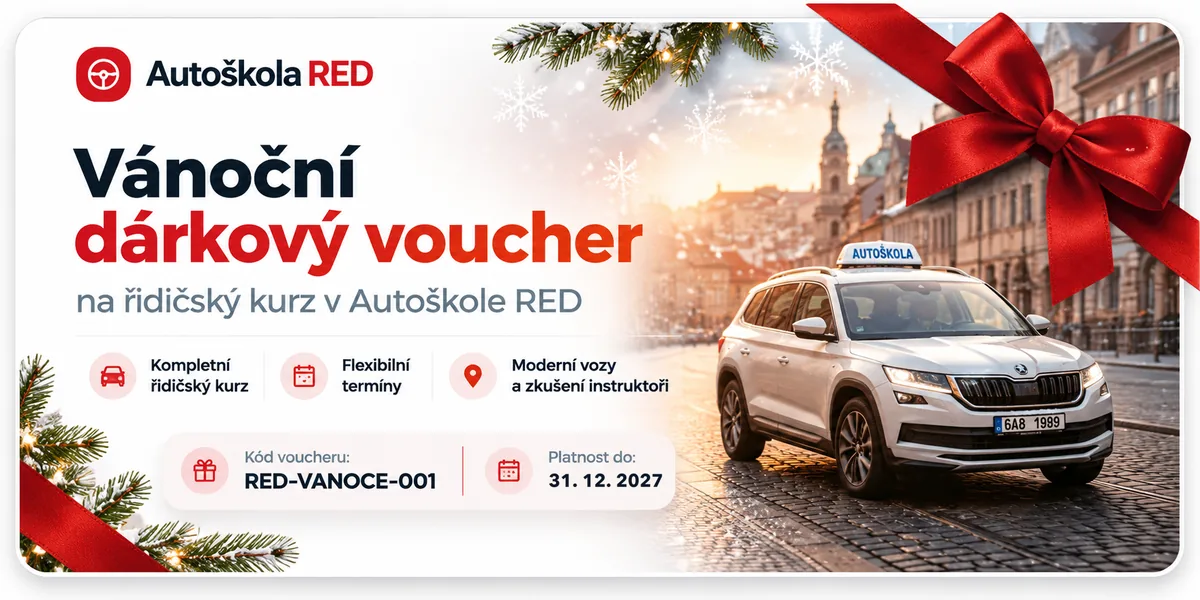 Autoškola RED
Vánoční
dárkový voucher
na řidičský kurz v Autoškole RED
Kompletní
řidičský kurz
Flexibilní
termíny
Moderní vozy
a zkušení instruktoři
Kód voucheru:
RED-VANOCE-001
Platnost do:
31. 12. 2027
AUTOŠKOLA
6A8 1989